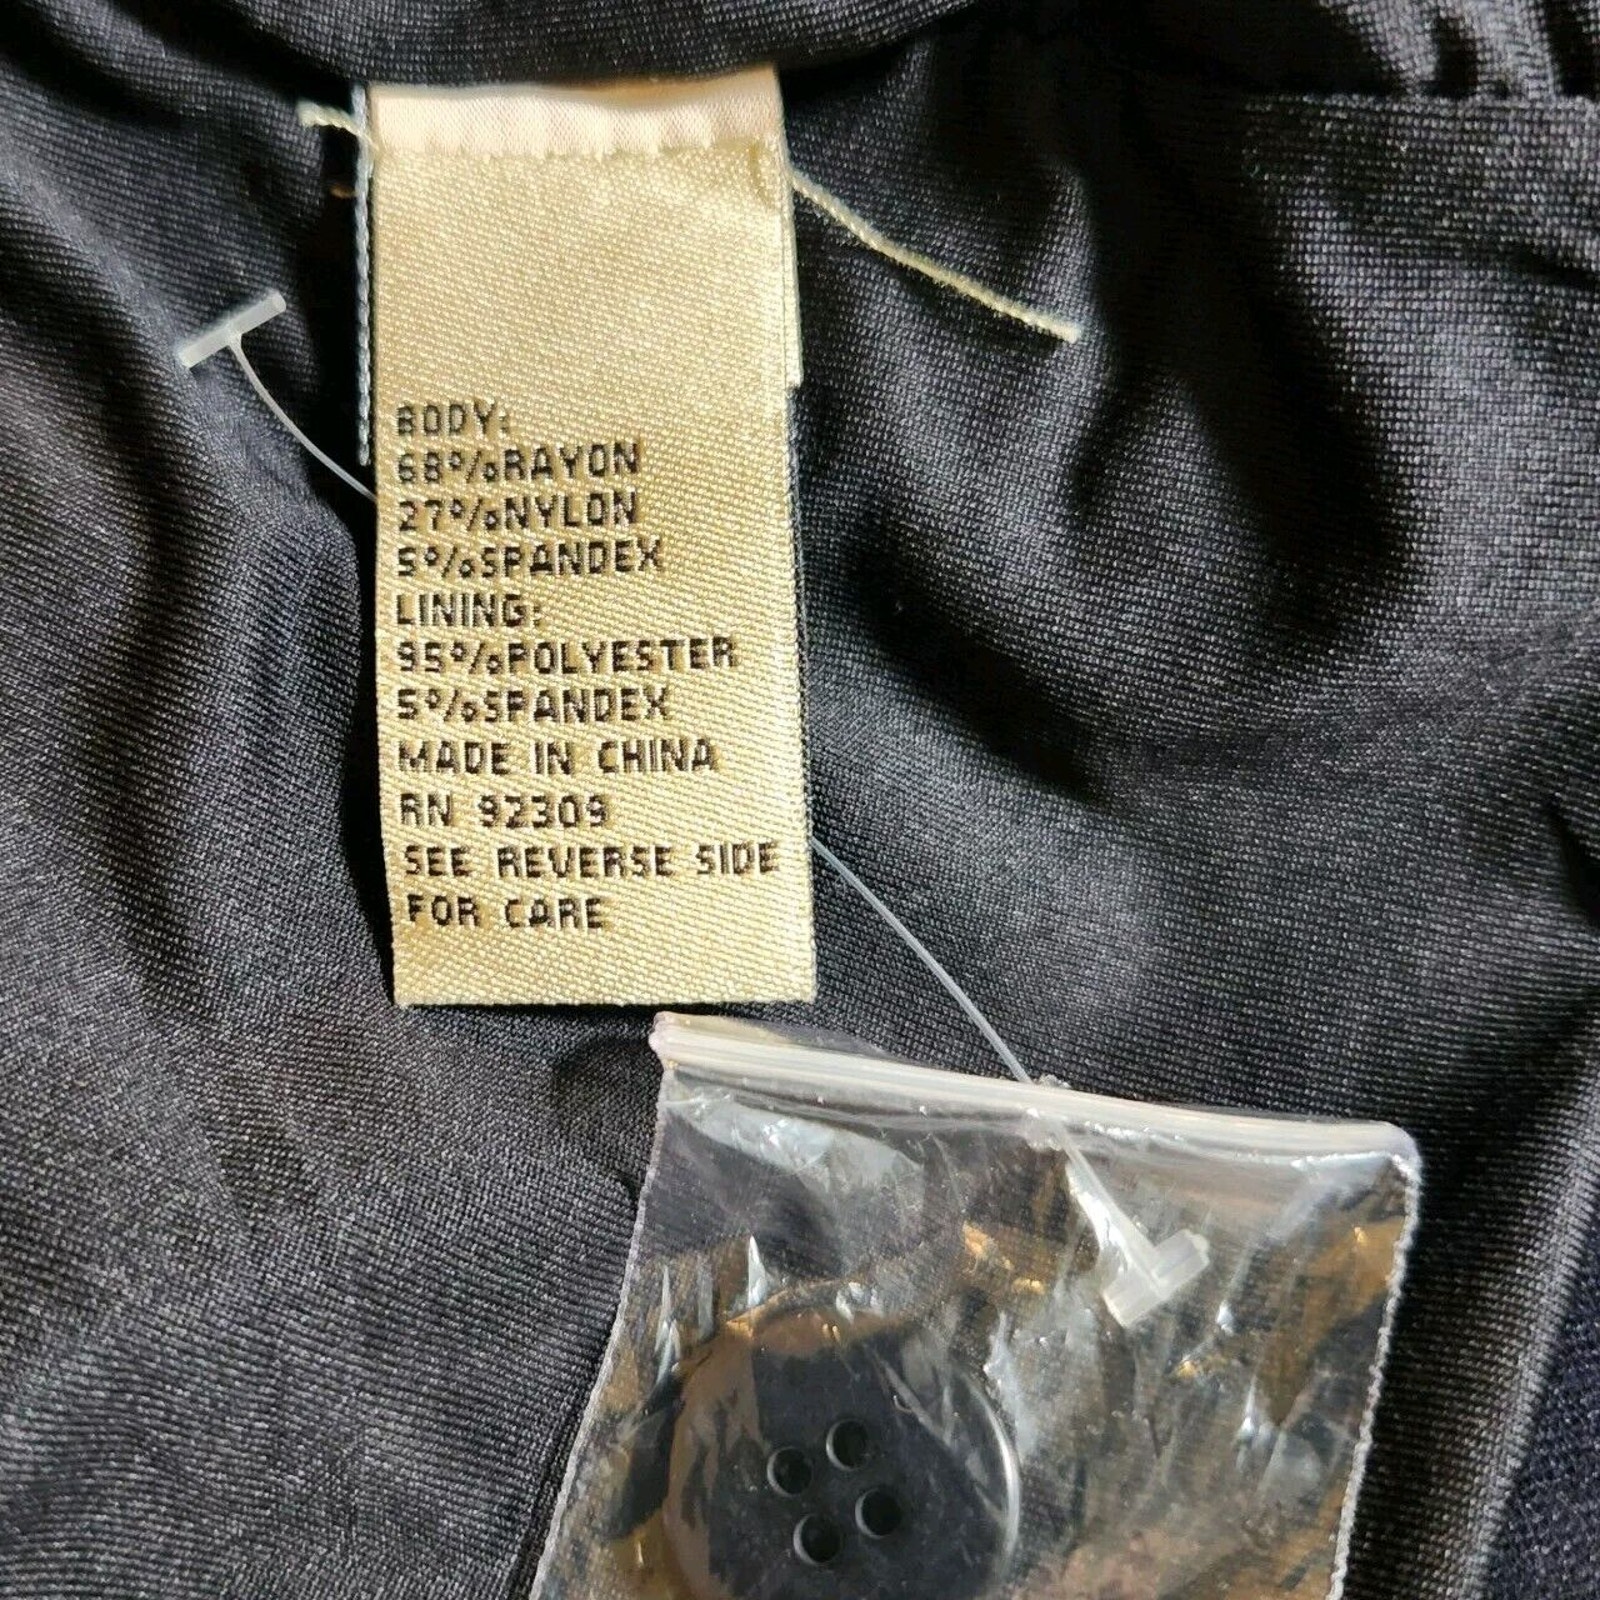 BODY:
68%RAYON
27%NYLON
5%SPANDEX
LINING:
95%POLYESTER
5%SPANDEX
MADE IN CHINA
RN 92309
SEE REVERSE SIDE
FOR CARE